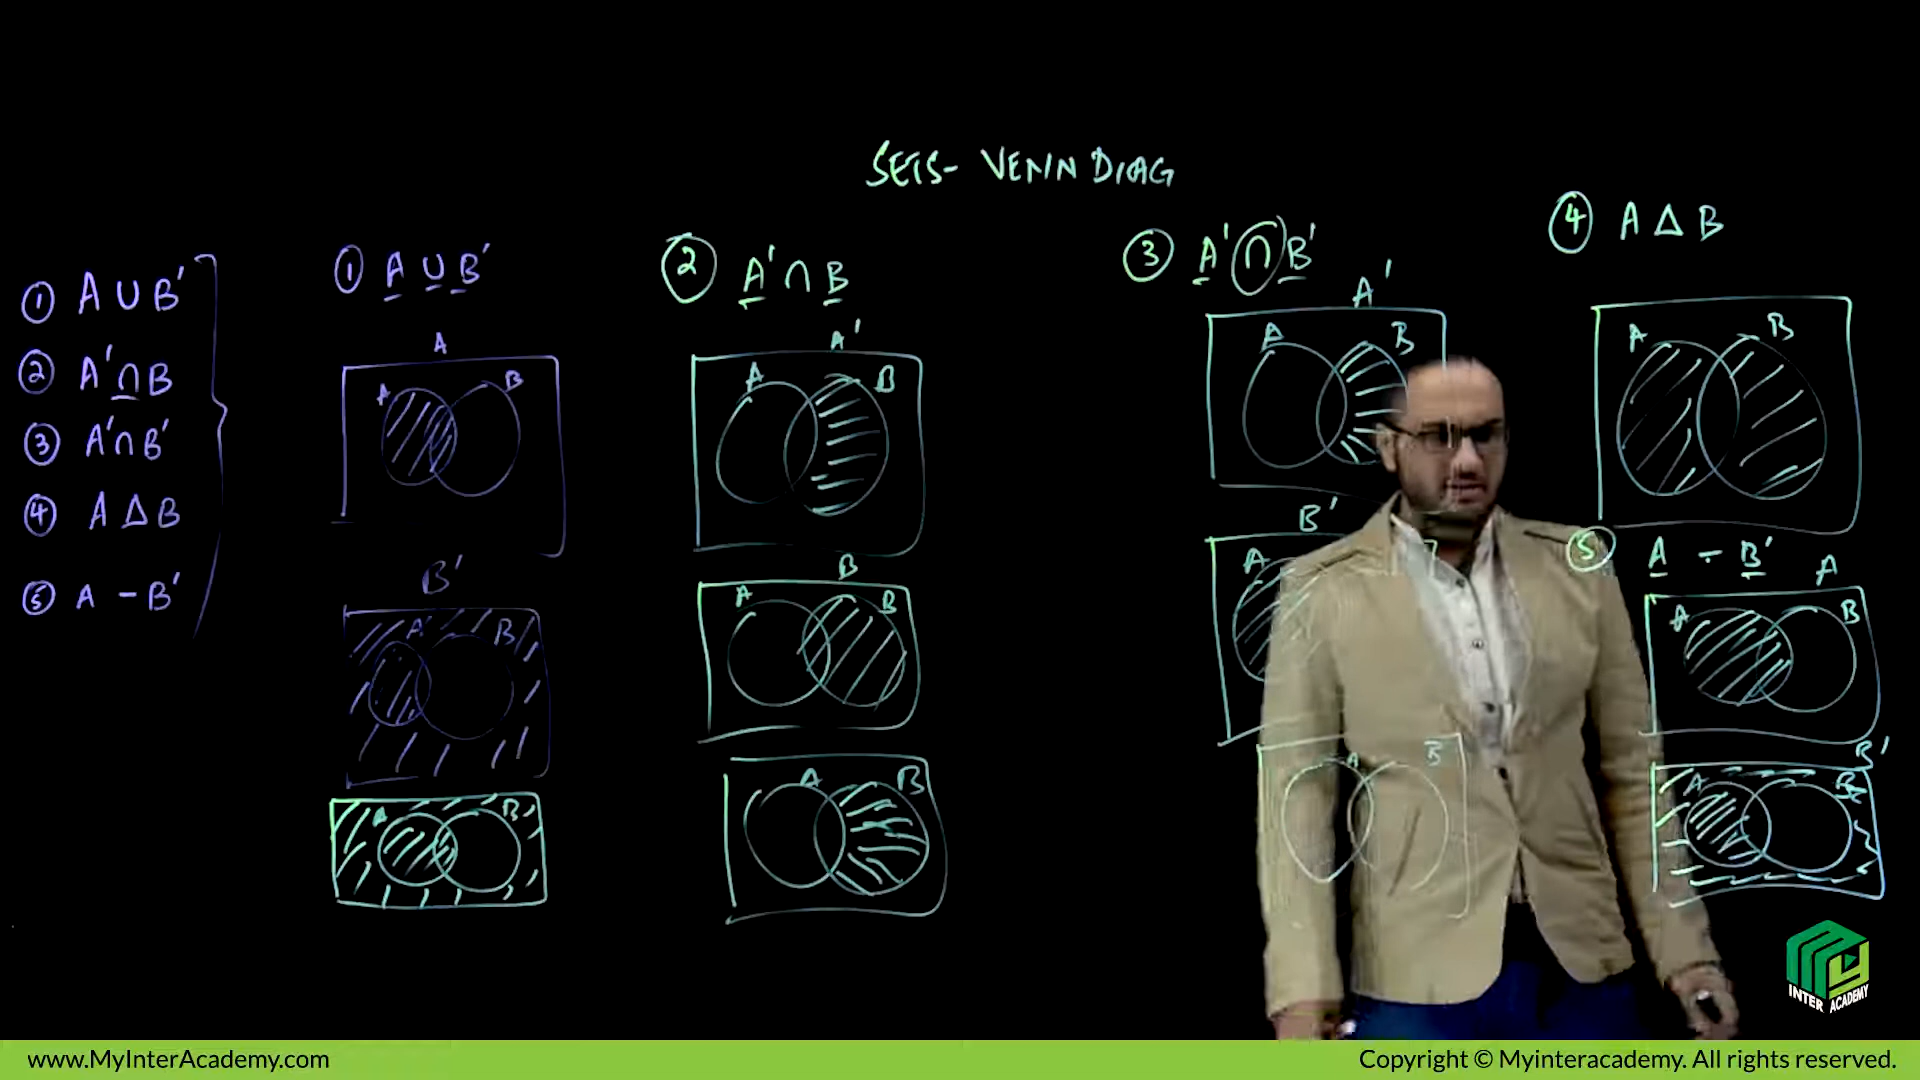 SETS- VENN DIAG
① A ∪ B'
② A' ∩ B
③ A' ∩ B'
④ A Δ B
⑤ A - B'
① A ∪ B'
A
A B
B'
A B
A B
② A' ∩ B
A'
A B
B
A B
A B
③ A' ∩ B'
A'
A B
B'
A
A B
④ A Δ B
A B
⑤ A - B'
A
A B
B'
A B
INTER ACADEMY
www.MyInterAcademy.com
Copyright © Myinteracademy. All rights reserved.